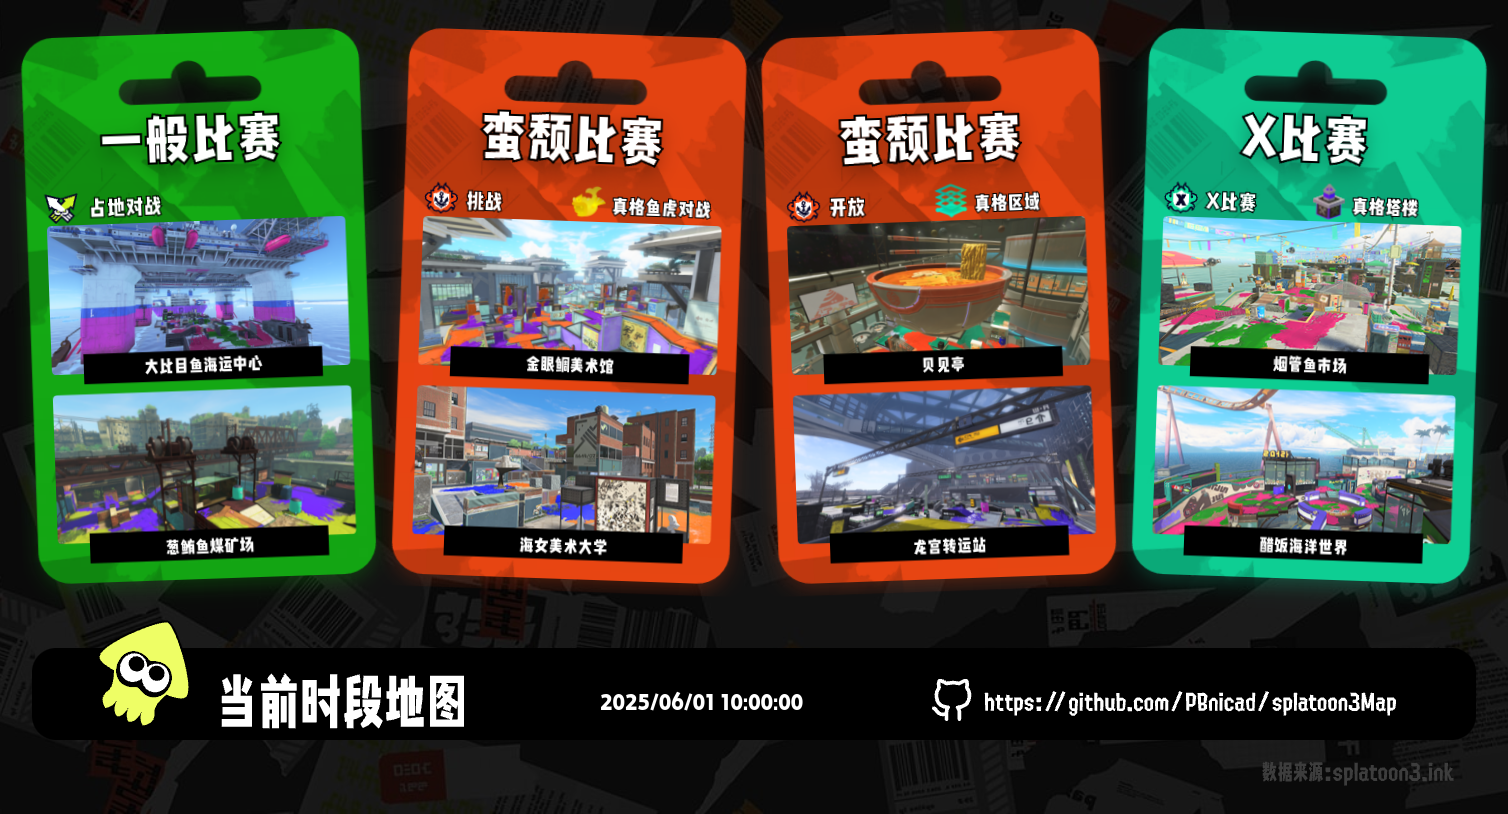 一般比赛
占地对战
大比目鱼海运中心
葱鲔鱼煤矿场
蛮颓比赛
挑战
真格鱼虎对战
金眼鲷美术馆
海女美术大学
蛮颓比赛
开放
真格区域
贝见亭
龙宫转运站
X比赛
X比赛
真格塔楼
烟管鱼市场
醋饭海洋世界
当前时段地图
2025/06/01 10:00:00
https://github.com/PBnicad/splatoon3Map
数据来源:splatoon3.ink